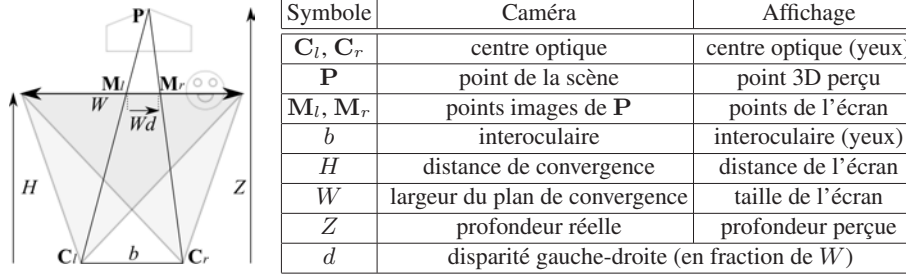 P
M_l M_r
W
Wd
H
Z
C_l b C_r
Symbole Caméra Affichage
C_l, C_r centre optique centre optique (yeux)
P point de la scène point 3D perçu
M_l, M_r points images de P points de l'écran
b interoculaire interoculaire (yeux)
H distance de convergence distance de l'écran
W largeur du plan de convergence taille de l'écran
Z profondeur réelle profondeur perçue
d disparité gauche-droite (en fraction de W)